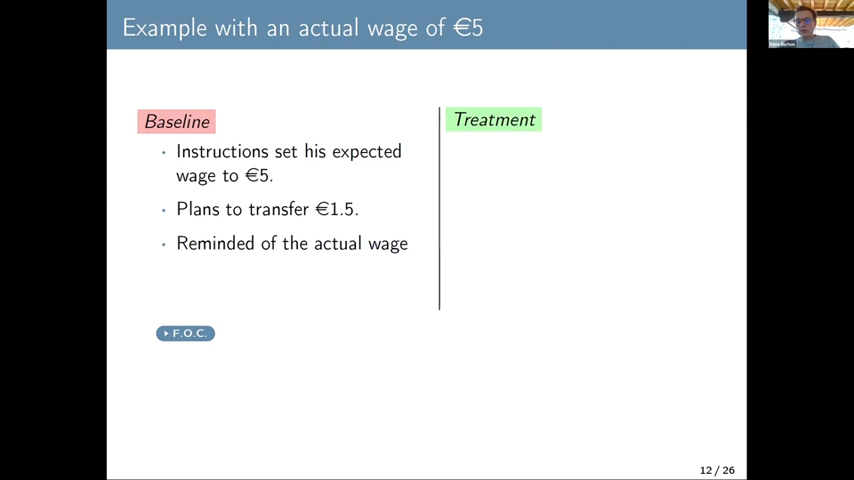 Example with an actual wage of €5
Baseline
· Instructions set his expected
wage to €5.
· Plans to transfer €1.5.
· Reminded of the actual wage
Treatment
F.O.C.
12 / 26